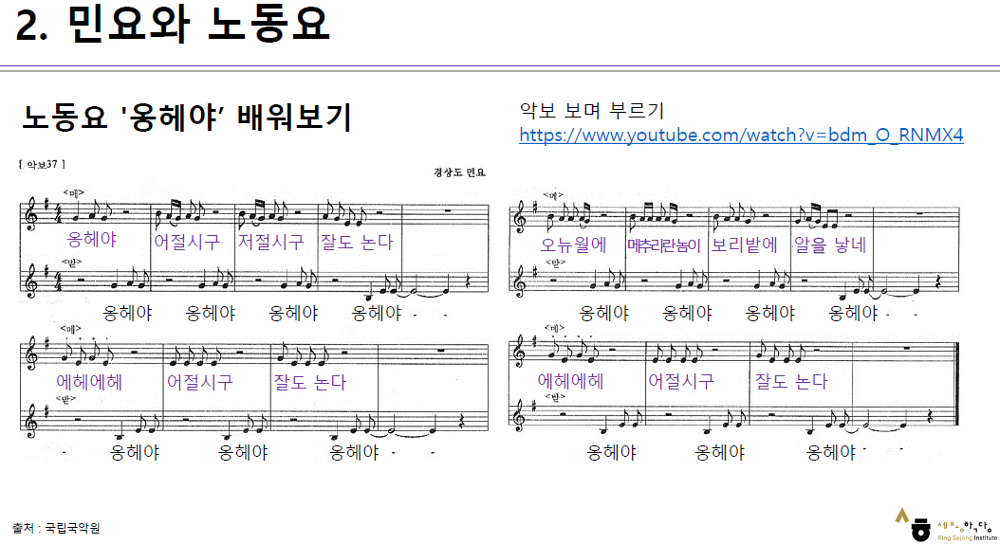 2. 민요와 노동요
노동요 '옹헤야’ 배워보기
악보 보며 부르기
https://www.youtube.com/watch?v=bdm_O_RNMX4
[ 악보37 ]
경상도 민요
<메>
옹헤야 어절시구 저절시구 잘도 논다
<받>
옹헤야 옹헤야 옹헤야 옹헤야 - -
<메>
에헤에헤 어절시구 잘도 논다
<받>
- 옹헤야 옹헤야 옹헤야 - -
<메>
오뉴월에 메추리란놈이 보리밭에 알을 낳네
<받>
옹헤야 옹헤야 옹헤야 옹헤야 - -
<메>
에헤에헤 어절시구 잘도 논다
<받>
옹헤야 옹헤야 옹헤야 - -
출처 : 국립국악원
세종학당
King Sejong Institute